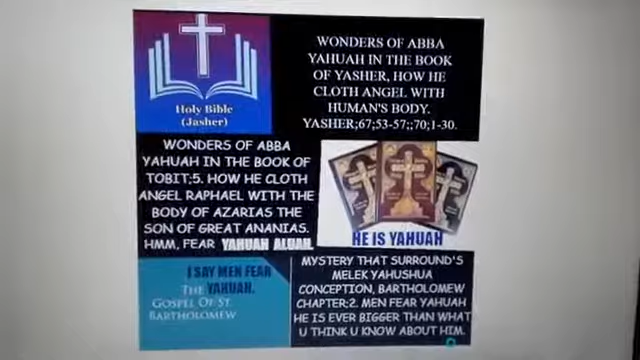 Holy Bible
(Jasher)
WONDERS OF ABBA
YAHUAH IN THE BOOK
OF YASHER, HOW HE
CLOTH ANGEL WITH
HUMAN'S BODY.
YASHER;67;53-57;;70;1-30.
WONDERS OF ABBA
YAHUAH IN THE BOOK OF
TOBIT;5. HOW HE CLOTH
ANGEL RAPHAEL WITH THE
BODY OF AZARIAS THE
SON OF GREAT ANANIAS.
HMM, FEAR YAHUAH ALUAH.
HE IS YAHUAH
I SAY MEN FEAR
YAHUAH.
THE
GOSPEL OF ST.
BARTHOLOMEW
MYSTERY THAT SURROUND'S
MELEK YAHUSHUA
CONCEPTION, BARTHOLOMEW
CHAPTER;2. MEN FEAR YAHUAH
HE IS EVER BIGGER THAN WHAT
U THINK U KNOW ABOUT HIM.